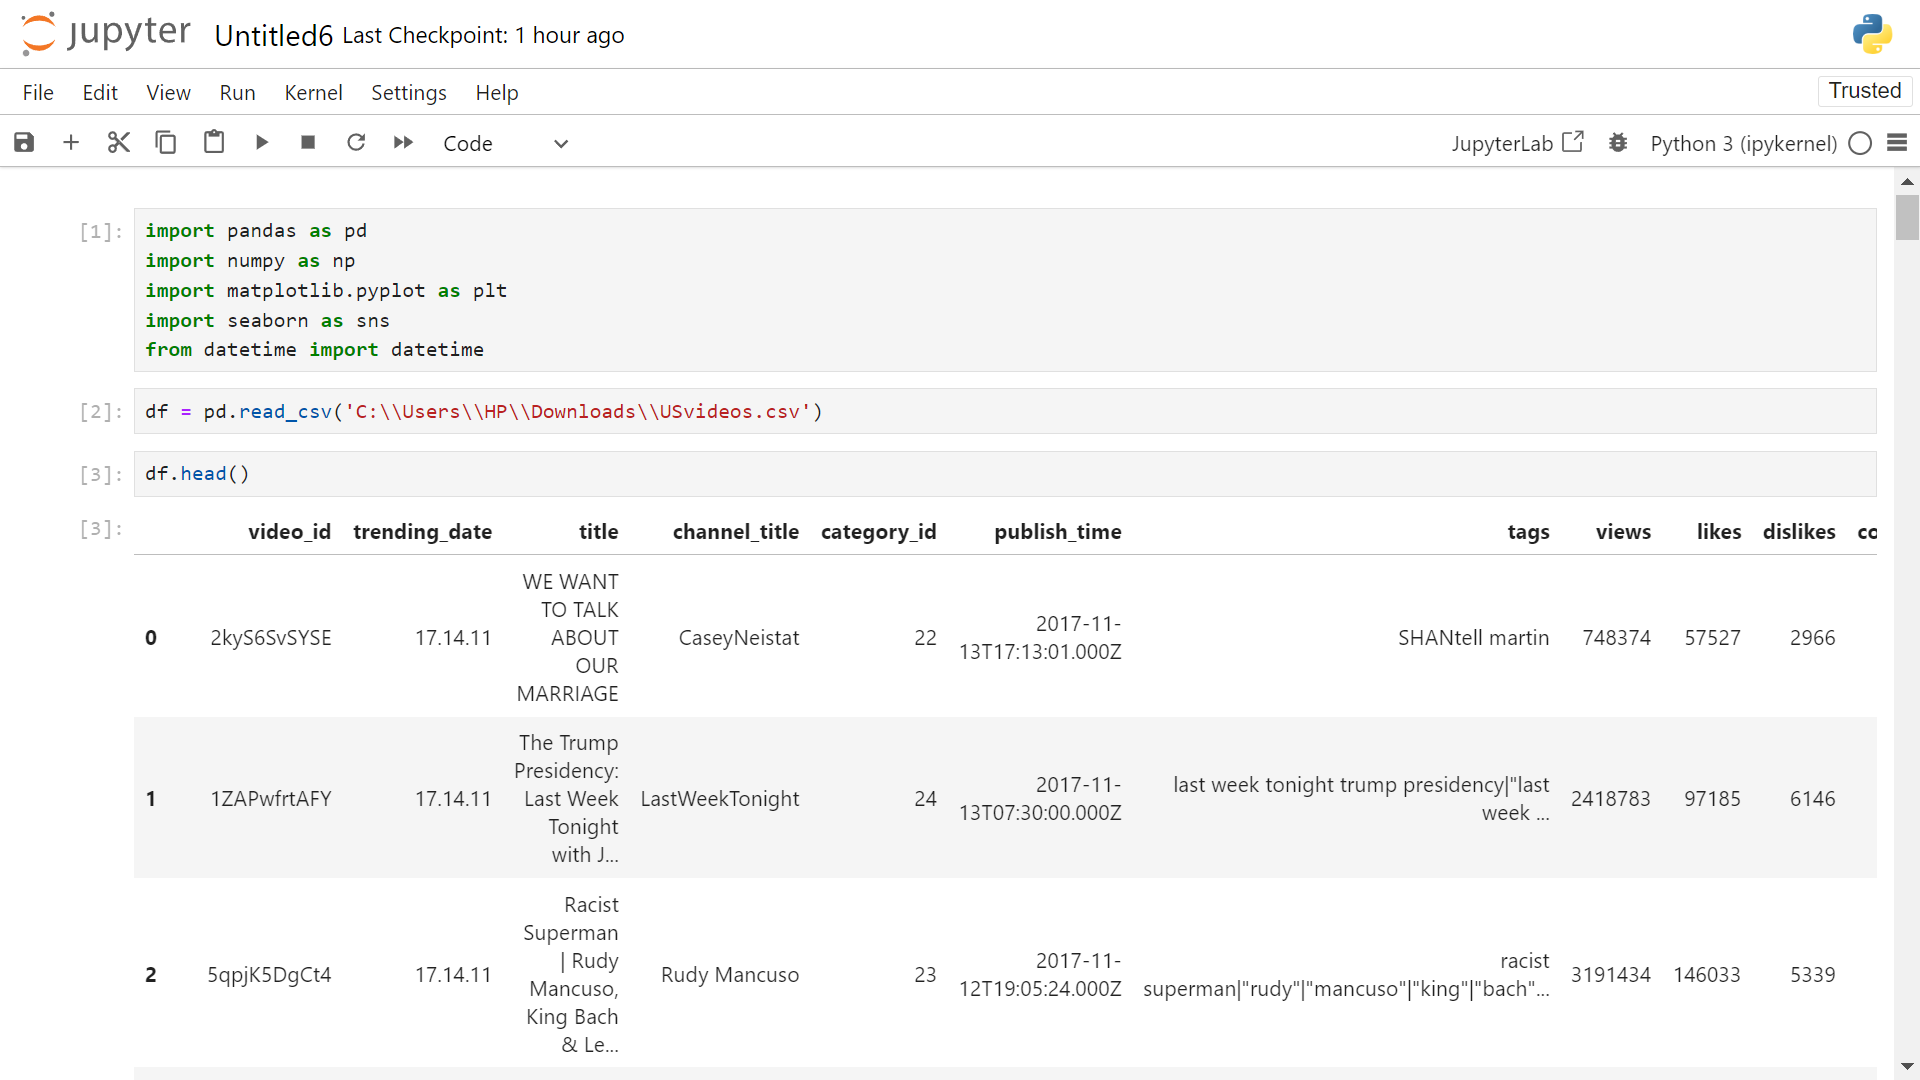 jupyter Untitled6 Last Checkpoint: 1 hour ago
File Edit View Run Kernel Settings Help Trusted
Code JupyterLab Python 3 (ipykernel)
[1]: import pandas as pd
import numpy as np
import matplotlib.pyplot as plt
import seaborn as sns
from datetime import datetime
[2]: df = pd.read_csv('C:\\Users\\HP\\Downloads\\USvideos.csv')
[3]: df.head()
[3]: video_id trending_date title channel_title category_id publish_time tags views likes dislikes co
WE WANT
TO TALK
ABOUT
OUR
MARRIAGE
0 2kyS6SvSYSE 17.14.11 CaseyNeistat 22 2017-11-
13T17:13:01.000Z SHANtell martin 748374 57527 2966
The Trump
Presidency:
Last Week
Tonight
with J...
1 1ZAPwfrtAFY 17.14.11 LastWeekTonight 24 2017-11-
13T07:30:00.000Z last week tonight trump presidency|"last
week ... 2418783 97185 6146
Racist
Superman
| Rudy
Mancuso,
King Bach
& Le...
2 5qpjK5DgCt4 17.14.11 Rudy Mancuso 23 2017-11-
12T19:05:24.000Z racist
superman|"rudy"|"mancuso"|"king"|"bach"... 3191434 146033 5339